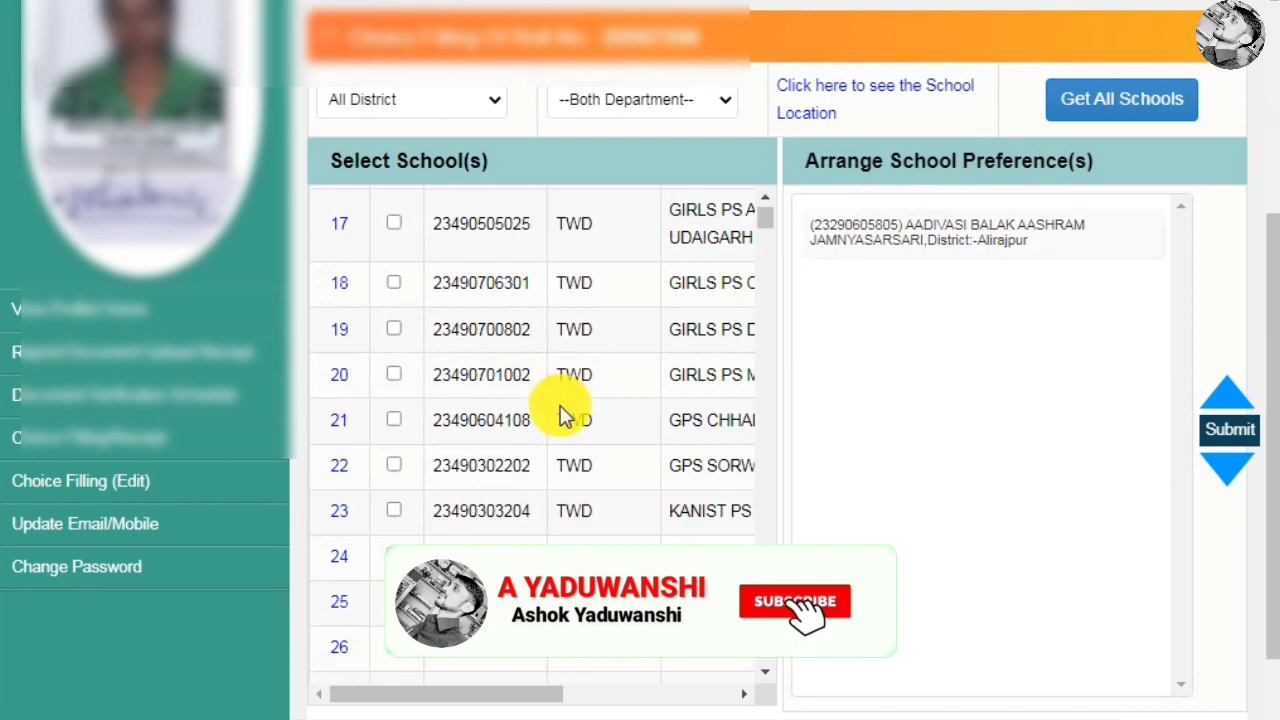 All District
--Both Department--
Click here to see the School
Location
Get All Schools
Select School(s)
Arrange School Preference(s)
17 23490505025 TWD GIRLS PS A
UDAIGARH
18 23490706301 TWD GIRLS PS C
19 23490700802 TWD GIRLS PS D
20 23490701002 TWD GIRLS PS M
21 23490604108 TWD GPS CHHA
22 23490302202 TWD GPS SORW
23 23490303204 TWD KANIST PS
24
25
26
(23290605805) AADIVASI BALAK AASHRAM
JAMNYASARSARI,District:-Alirajpur
Submit
Choice Filling (Edit)
Update Email/Mobile
Change Password
A YADUWANSHI
Ashok Yaduwanshi
SUBSCRIBE